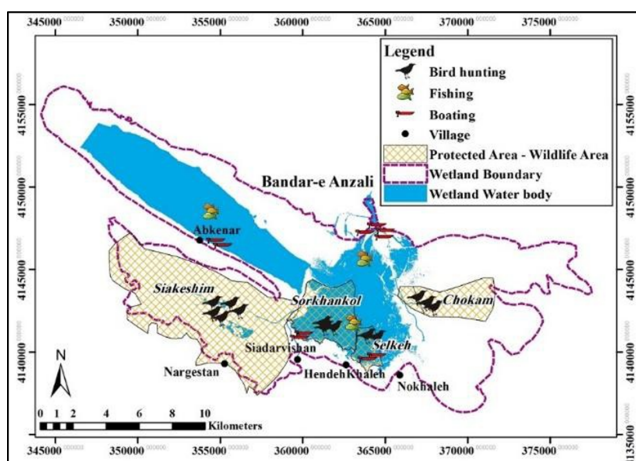 345000 350000 355000 360000 365000 370000 375000
Legend
Bird hunting
Fishing
Boating
Village
Protected Area - Wildlife Area
Wetland Boundary
Wetland Water body
4155000
4155000
Bandar-e Anzali
4150000
4150000
Abkenar
4145000
4145000
Siakeshim
Sorkhankol
Chokam
Siadarvishan
Selkeh
4140000
4140000
Nargestan
HendehKhaleh
Nokhaleh
N
0 1 2 4 6 8 10
Kilometers
4135000
345000 350000 355000 360000 365000 370000 375000